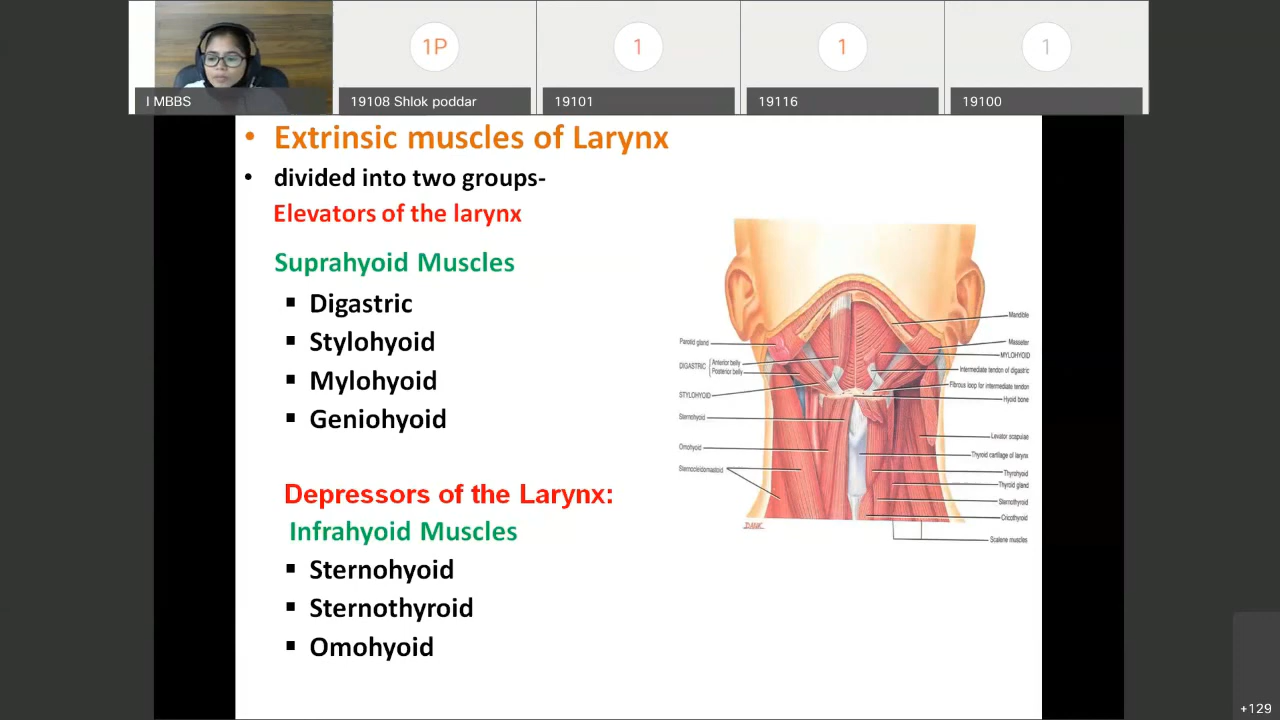 1P
1
1
1
I MBBS
19108 Shlok poddar
19101
19116
19100
• Extrinsic muscles of Larynx
• divided into two groups-
Elevators of the larynx
Suprahyoid Muscles
▪ Digastric
▪ Stylohyoid
▪ Mylohyoid
▪ Geniohyoid
Depressors of the Larynx:
Infrahyoid Muscles
▪ Sternohyoid
▪ Sternothyroid
▪ Omohyoid
Parotid gland
DIGASTRIC
Anterior belly
Posterior belly
STYLOHYOID
Sternohyoid
Omohyoid
Sternocleidomastoid
Mandible
Masseter
MYLOHYOID
Intermediate tendon of digastric
Fibrous loop for intermediate tendon
Hyoid bone
Levator scapulae
Thyroid cartilage of larynx
Thyrohyoid
Thyroid gland
Sternothyroid
Cricothyroid
Scalene muscles
+129